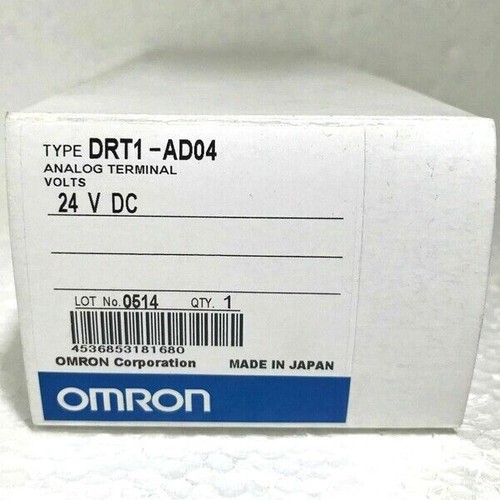 TYPE DRT1-AD04
ANALOG TERMINAL
VOLTS
24 V DC
LOT No. 0514 QTY. 1
4536853181680
OMRON Corporation MADE IN JAPAN
OMRON